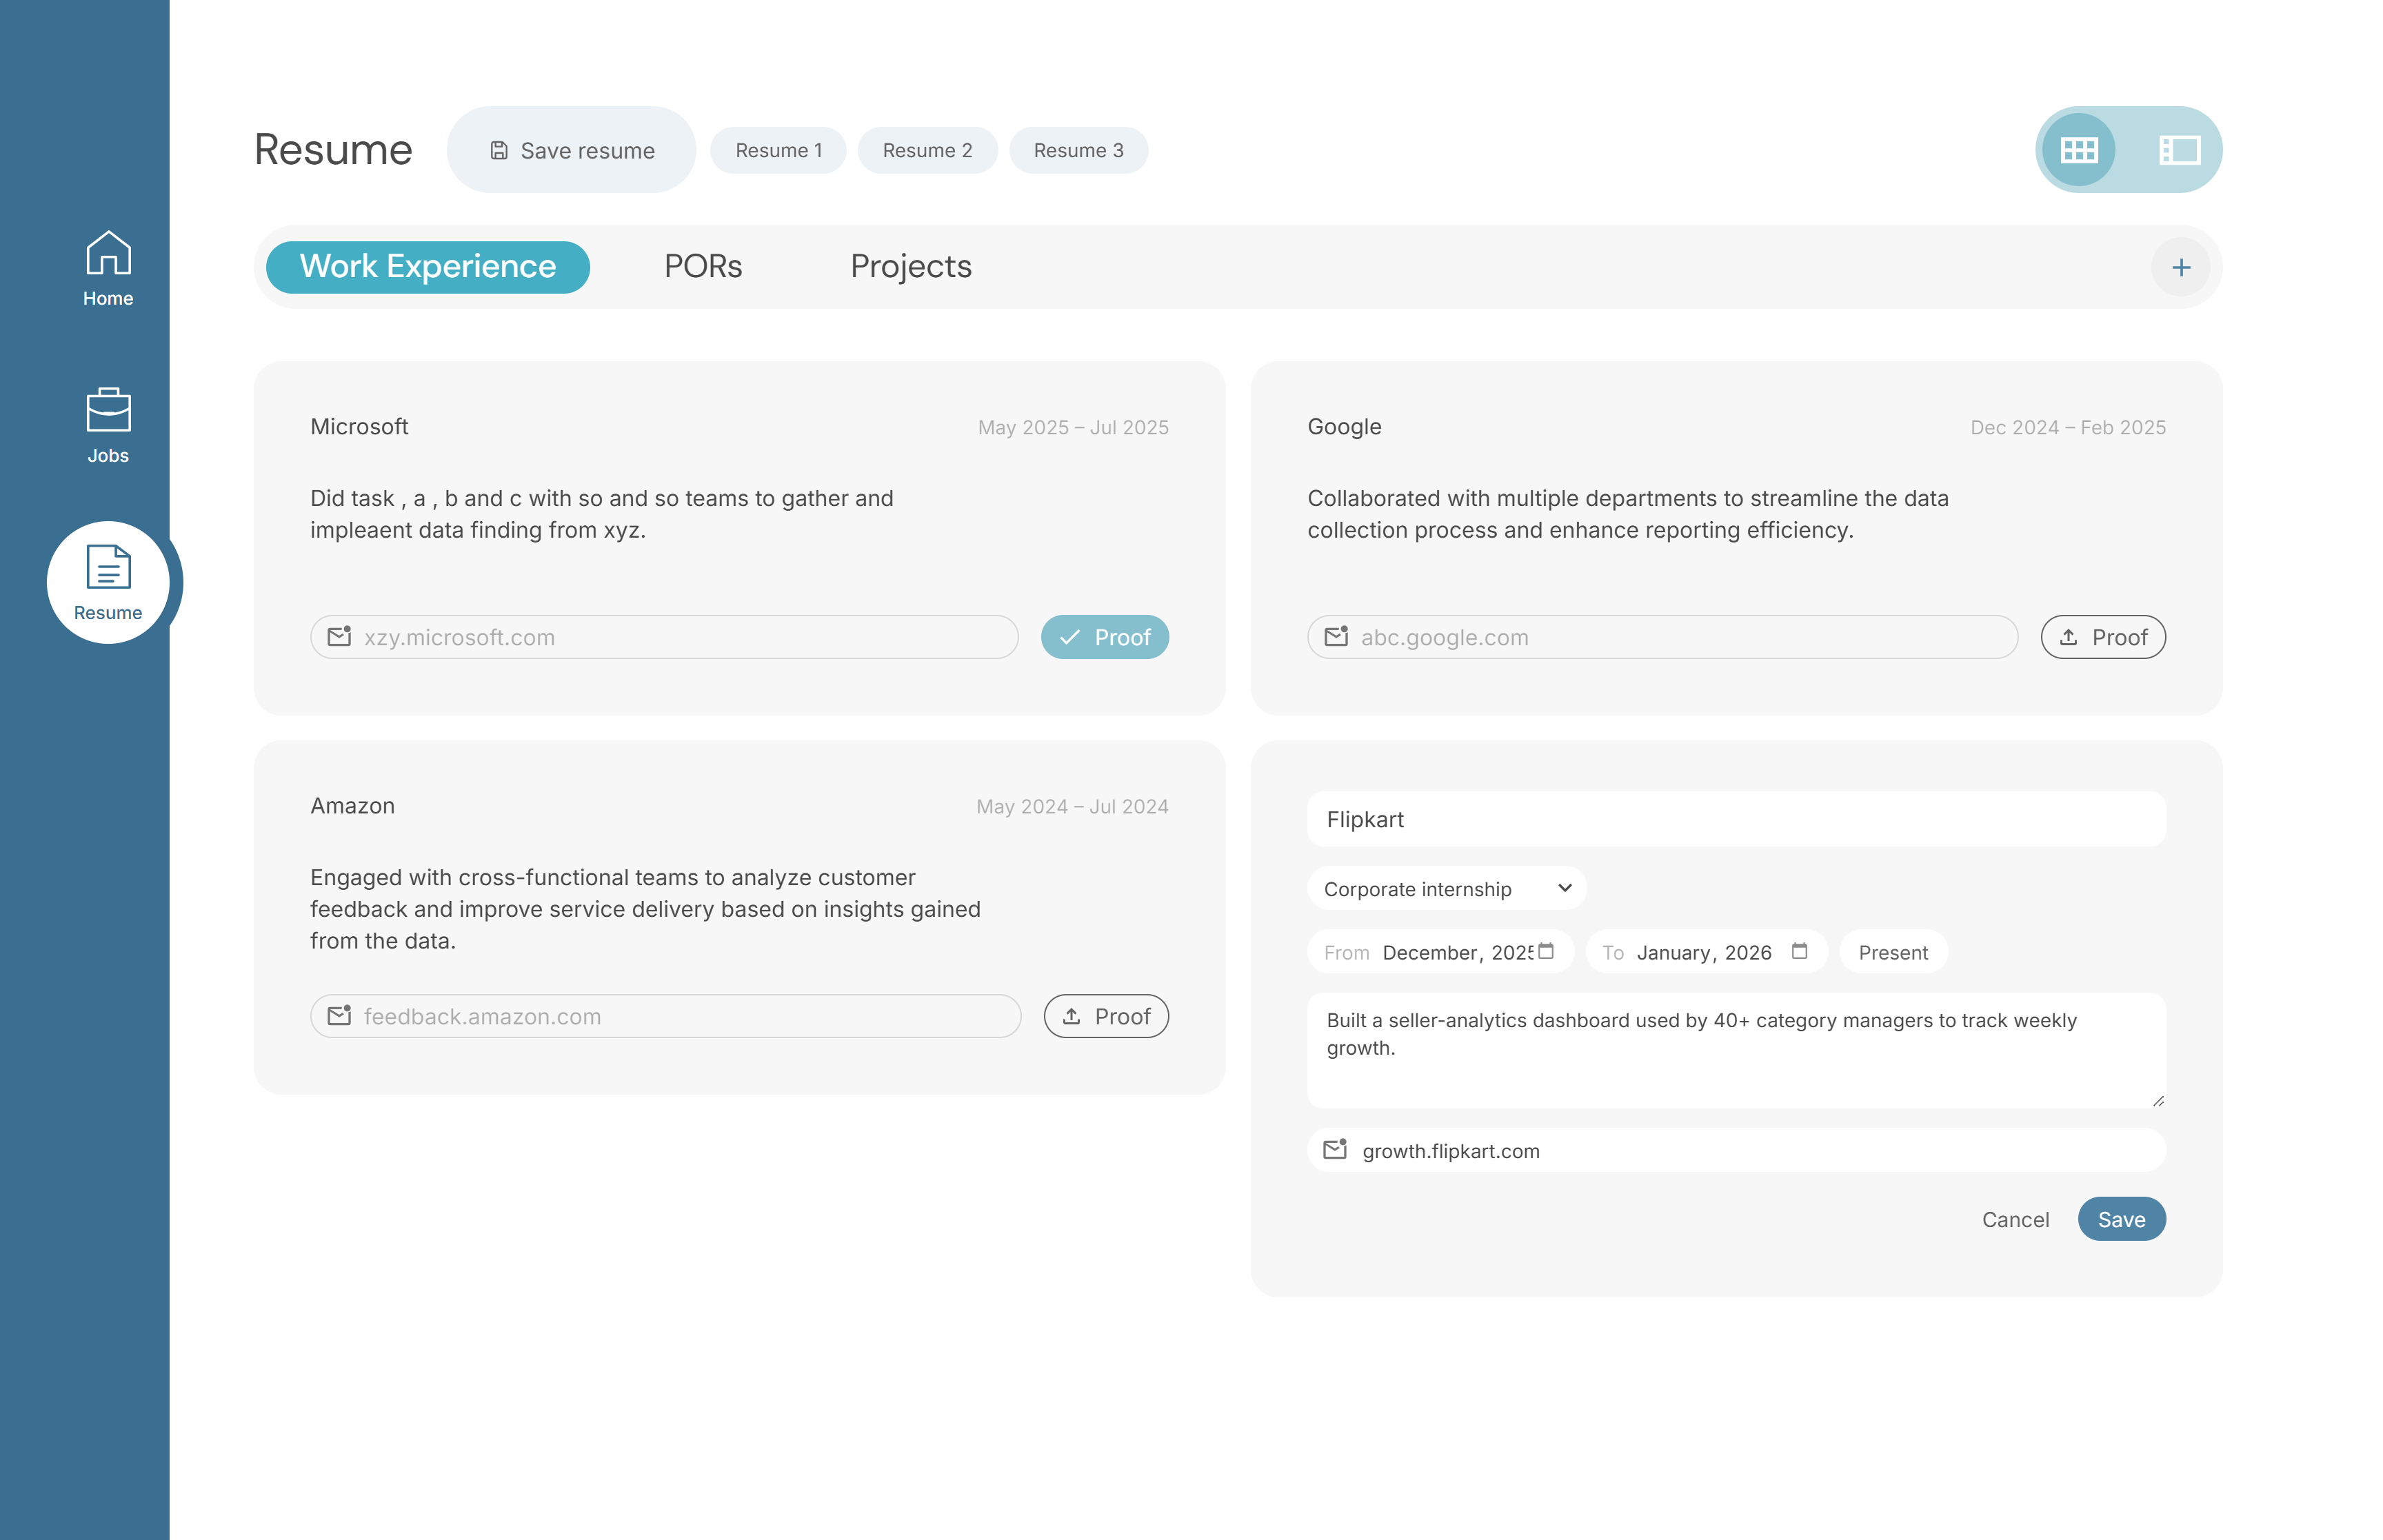 Resume
Save resume
Resume 1
Resume 2
Resume 3
Work Experience
PORs
Projects
Home
Jobs
Resume
Microsoft
May 2025 – Jul 2025
Did task , a , b and c with so and so teams to gather and
impleaent data finding from xyz.
xzy.microsoft.com
Proof
Google
Dec 2024 – Feb 2025
Collaborated with multiple departments to streamline the data
collection process and enhance reporting efficiency.
abc.google.com
Proof
Amazon
May 2024 – Jul 2024
Engaged with cross-functional teams to analyze customer
feedback and improve service delivery based on insights gained
from the data.
feedback.amazon.com
Proof
Flipkart
Corporate internship
From December, 2025
To January, 2026
Present
Built a seller-analytics dashboard used by 40+ category managers to track weekly
growth.
growth.flipkart.com
Cancel
Save